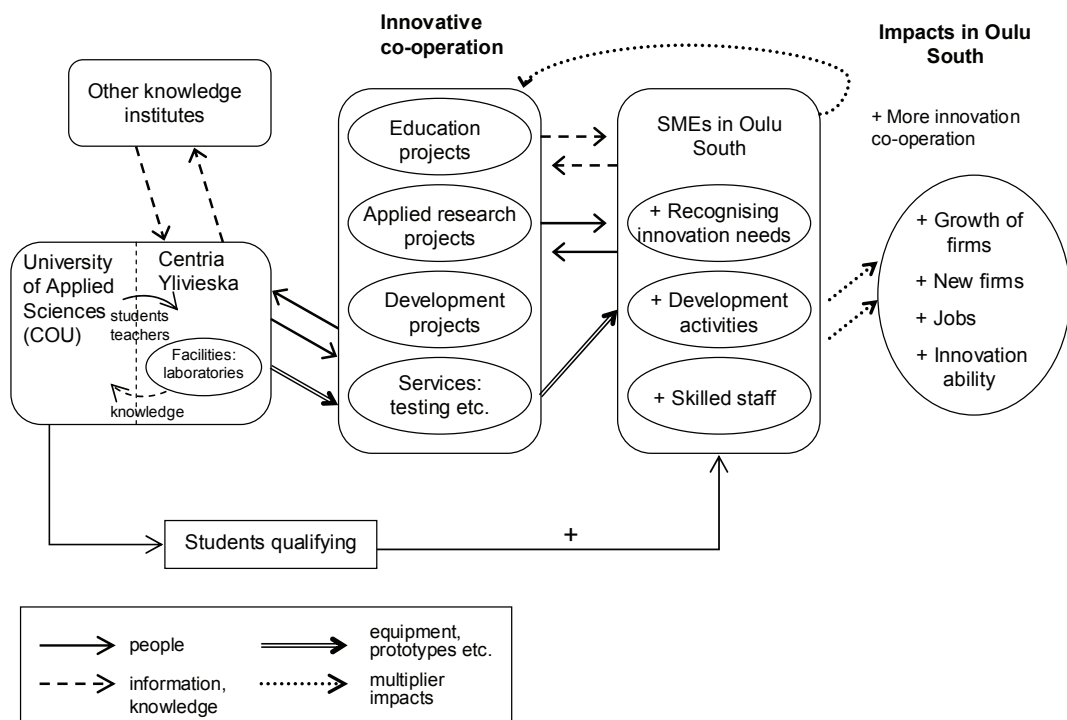 Innovative
co-operation
Impacts in Oulu
South
Other knowledge
institutes
+ More innovation
co-operation
Education
projects
Applied research
projects
Development
projects
Services:
testing etc.
SMEs in Oulu
South
+ Recognising
innovation needs
+ Development
activities
+ Skilled staff
+ Growth of
firms
+ New firms
+ Jobs
+ Innovation
ability
University
of Applied
Sciences
(COU)
Centria
Ylivieska
students
teachers
Facilities:
laboratories
knowledge
Students qualifying
+
people
information,
knowledge
equipment,
prototypes etc.
multiplier
impacts